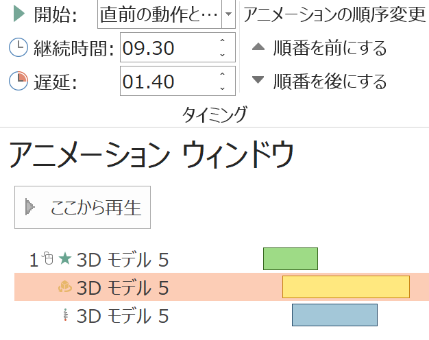 開始: 直前の動作と… アニメーションの順序変更
継続時間: 09.30 順番を前にする
遅延: 01.40 順番を後にする
タイミング
アニメーション ウィンドウ
ここから再生
1 3D モデル 5
3D モデル 5
3D モデル 5